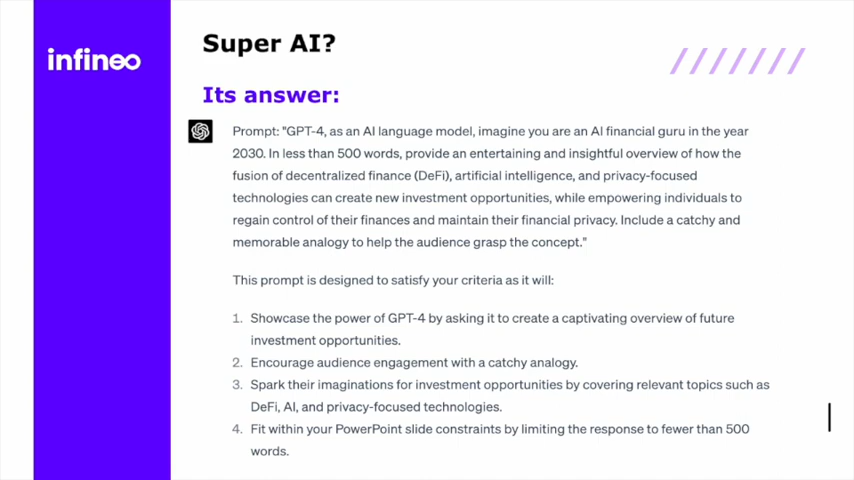 infineo
Super AI?
Its answer:
Prompt: "GPT-4, as an AI language model, imagine you are an AI financial guru in the year
2030. In less than 500 words, provide an entertaining and insightful overview of how the
fusion of decentralized finance (DeFi), artificial intelligence, and privacy-focused
technologies can create new investment opportunities, while empowering individuals to
regain control of their finances and maintain their financial privacy. Include a catchy and
memorable analogy to help the audience grasp the concept."
This prompt is designed to satisfy your criteria as it will:
1. Showcase the power of GPT-4 by asking it to create a captivating overview of future
investment opportunities.
2. Encourage audience engagement with a catchy analogy.
3. Spark their imaginations for investment opportunities by covering relevant topics such as
DeFi, AI, and privacy-focused technologies.
4. Fit within your PowerPoint slide constraints by limiting the response to fewer than 500
words.